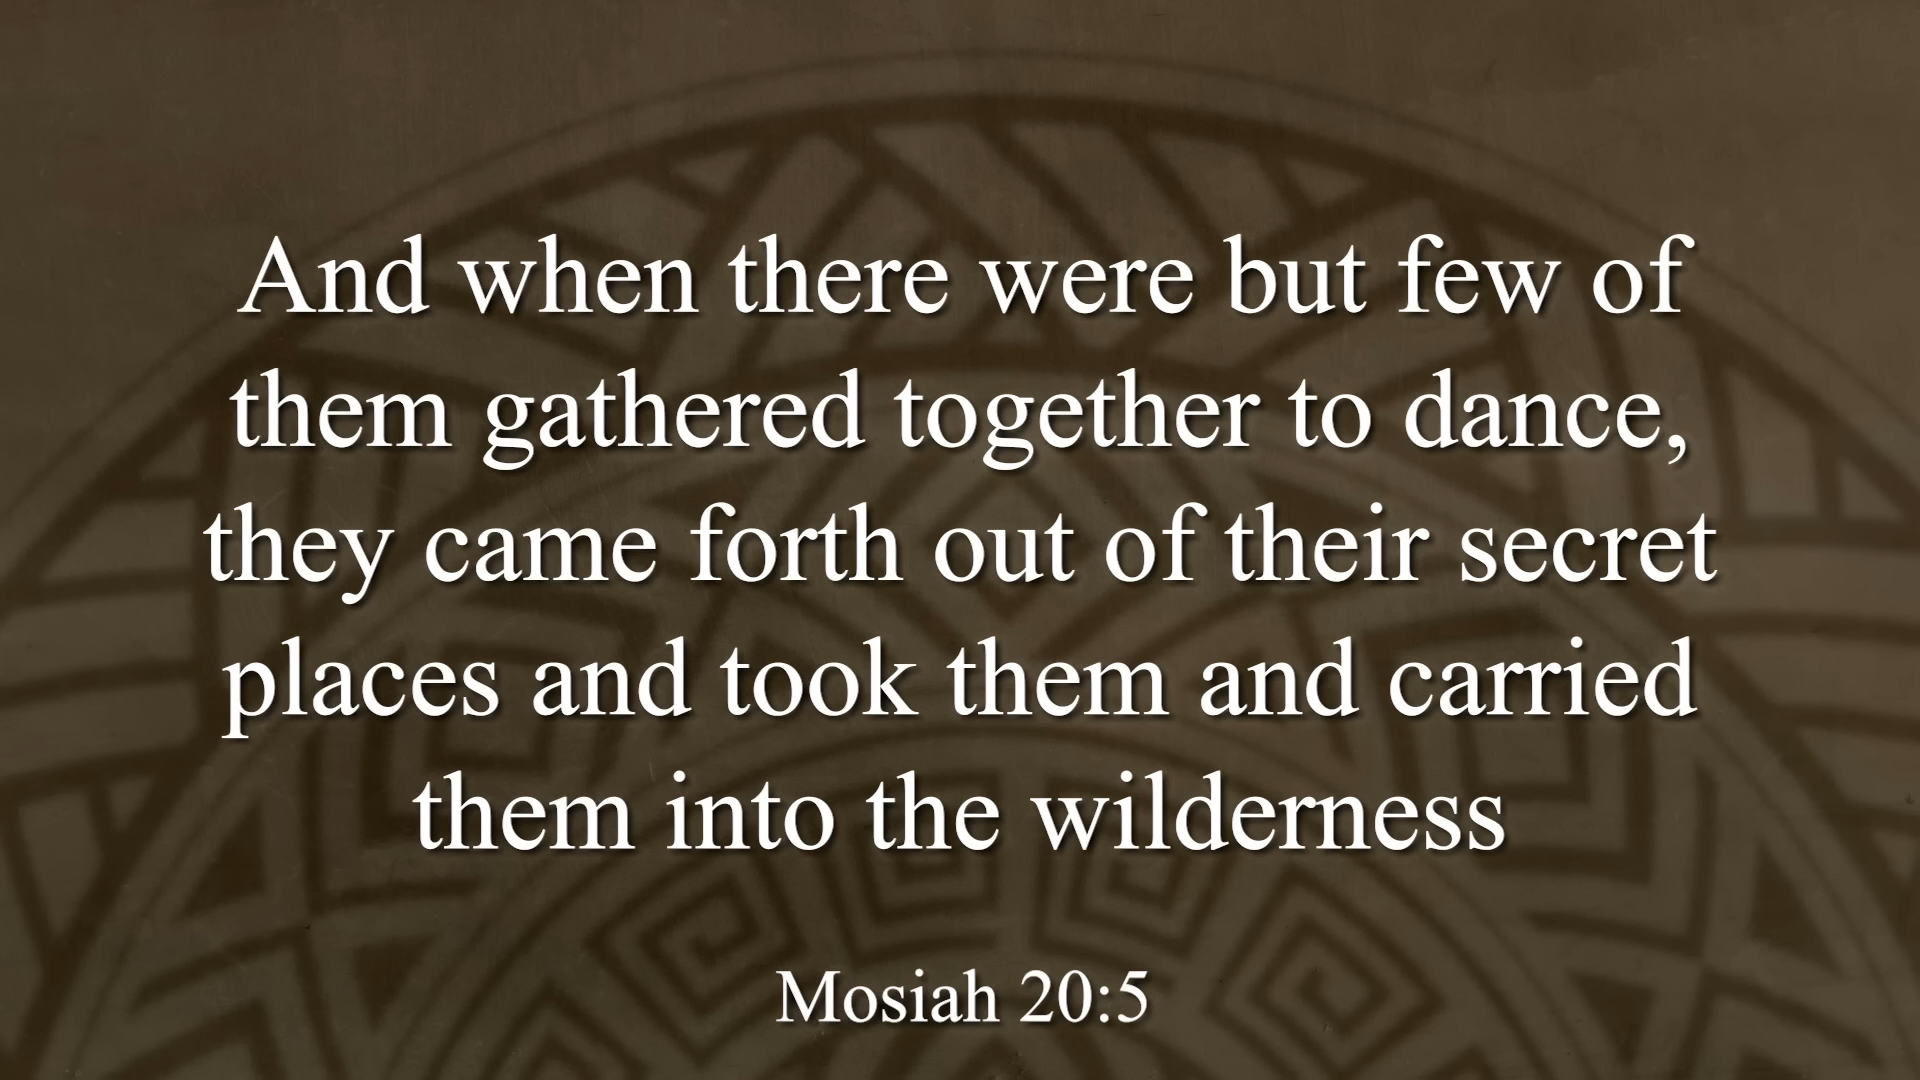 And when there were but few of
them gathered together to dance,
they came forth out of their secret
places and took them and carried
them into the wilderness
Mosiah 20:5